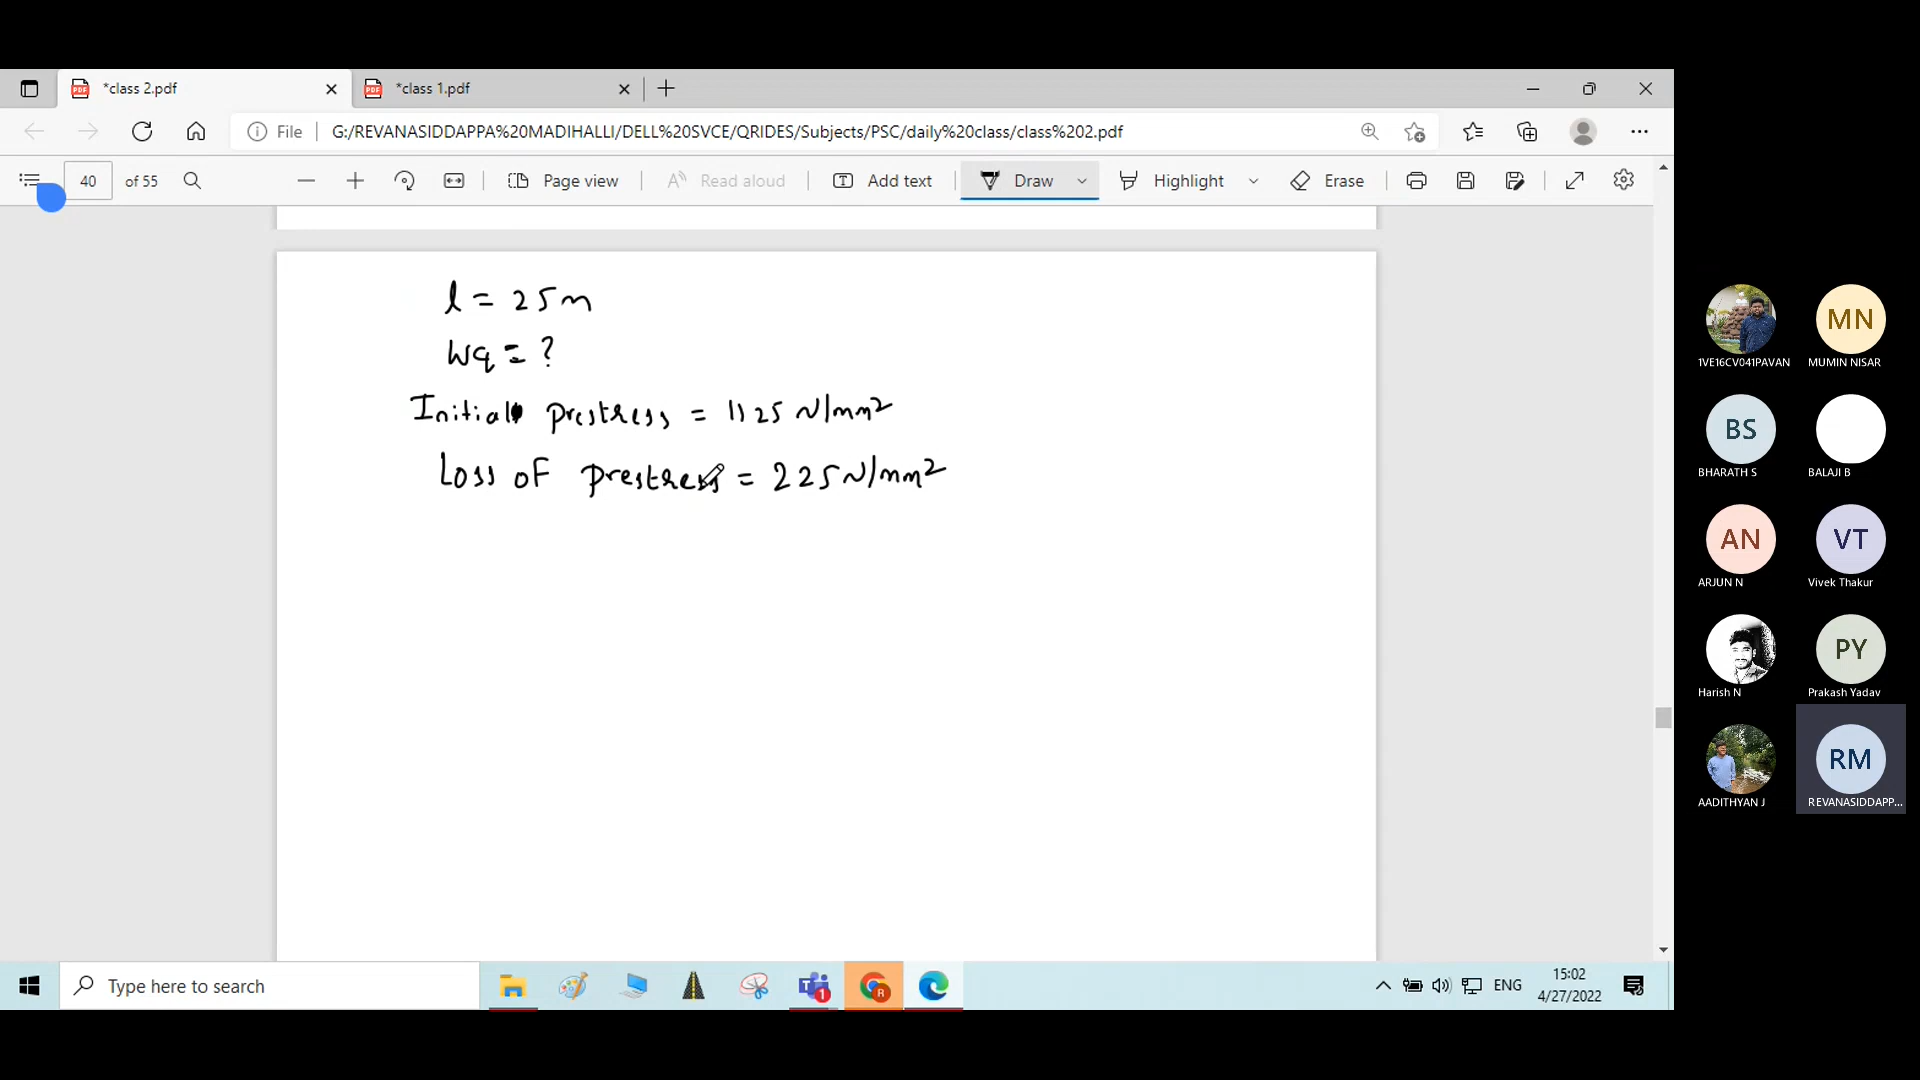 *class 2.pdf
*class 1.pdf
File
G:/REVANASIDDAPPA%20MADIHALLI/DELL%20SVCE/QRIDES/Subjects/PSC/daily%20class/class%202.pdf
40 of 55
Page view
Read aloud
Add text
Draw
Highlight
Erase
l = 25m
Wq = ?
Initial prestress = 1125 N/mm²
Loss of prestress = 225 N/mm²
1VE16CV041PAVAN
MN
MUMIN NISAR
BS
BHARATH S
BALAJI B
AN
ARJUN N
VT
Vivek Thakur
Harish N
PY
Prakash Yadav
AADITHYAN J
RM
REVANASIDDAPP...
Type here to search
1
R
ENG
15:02
4/27/2022